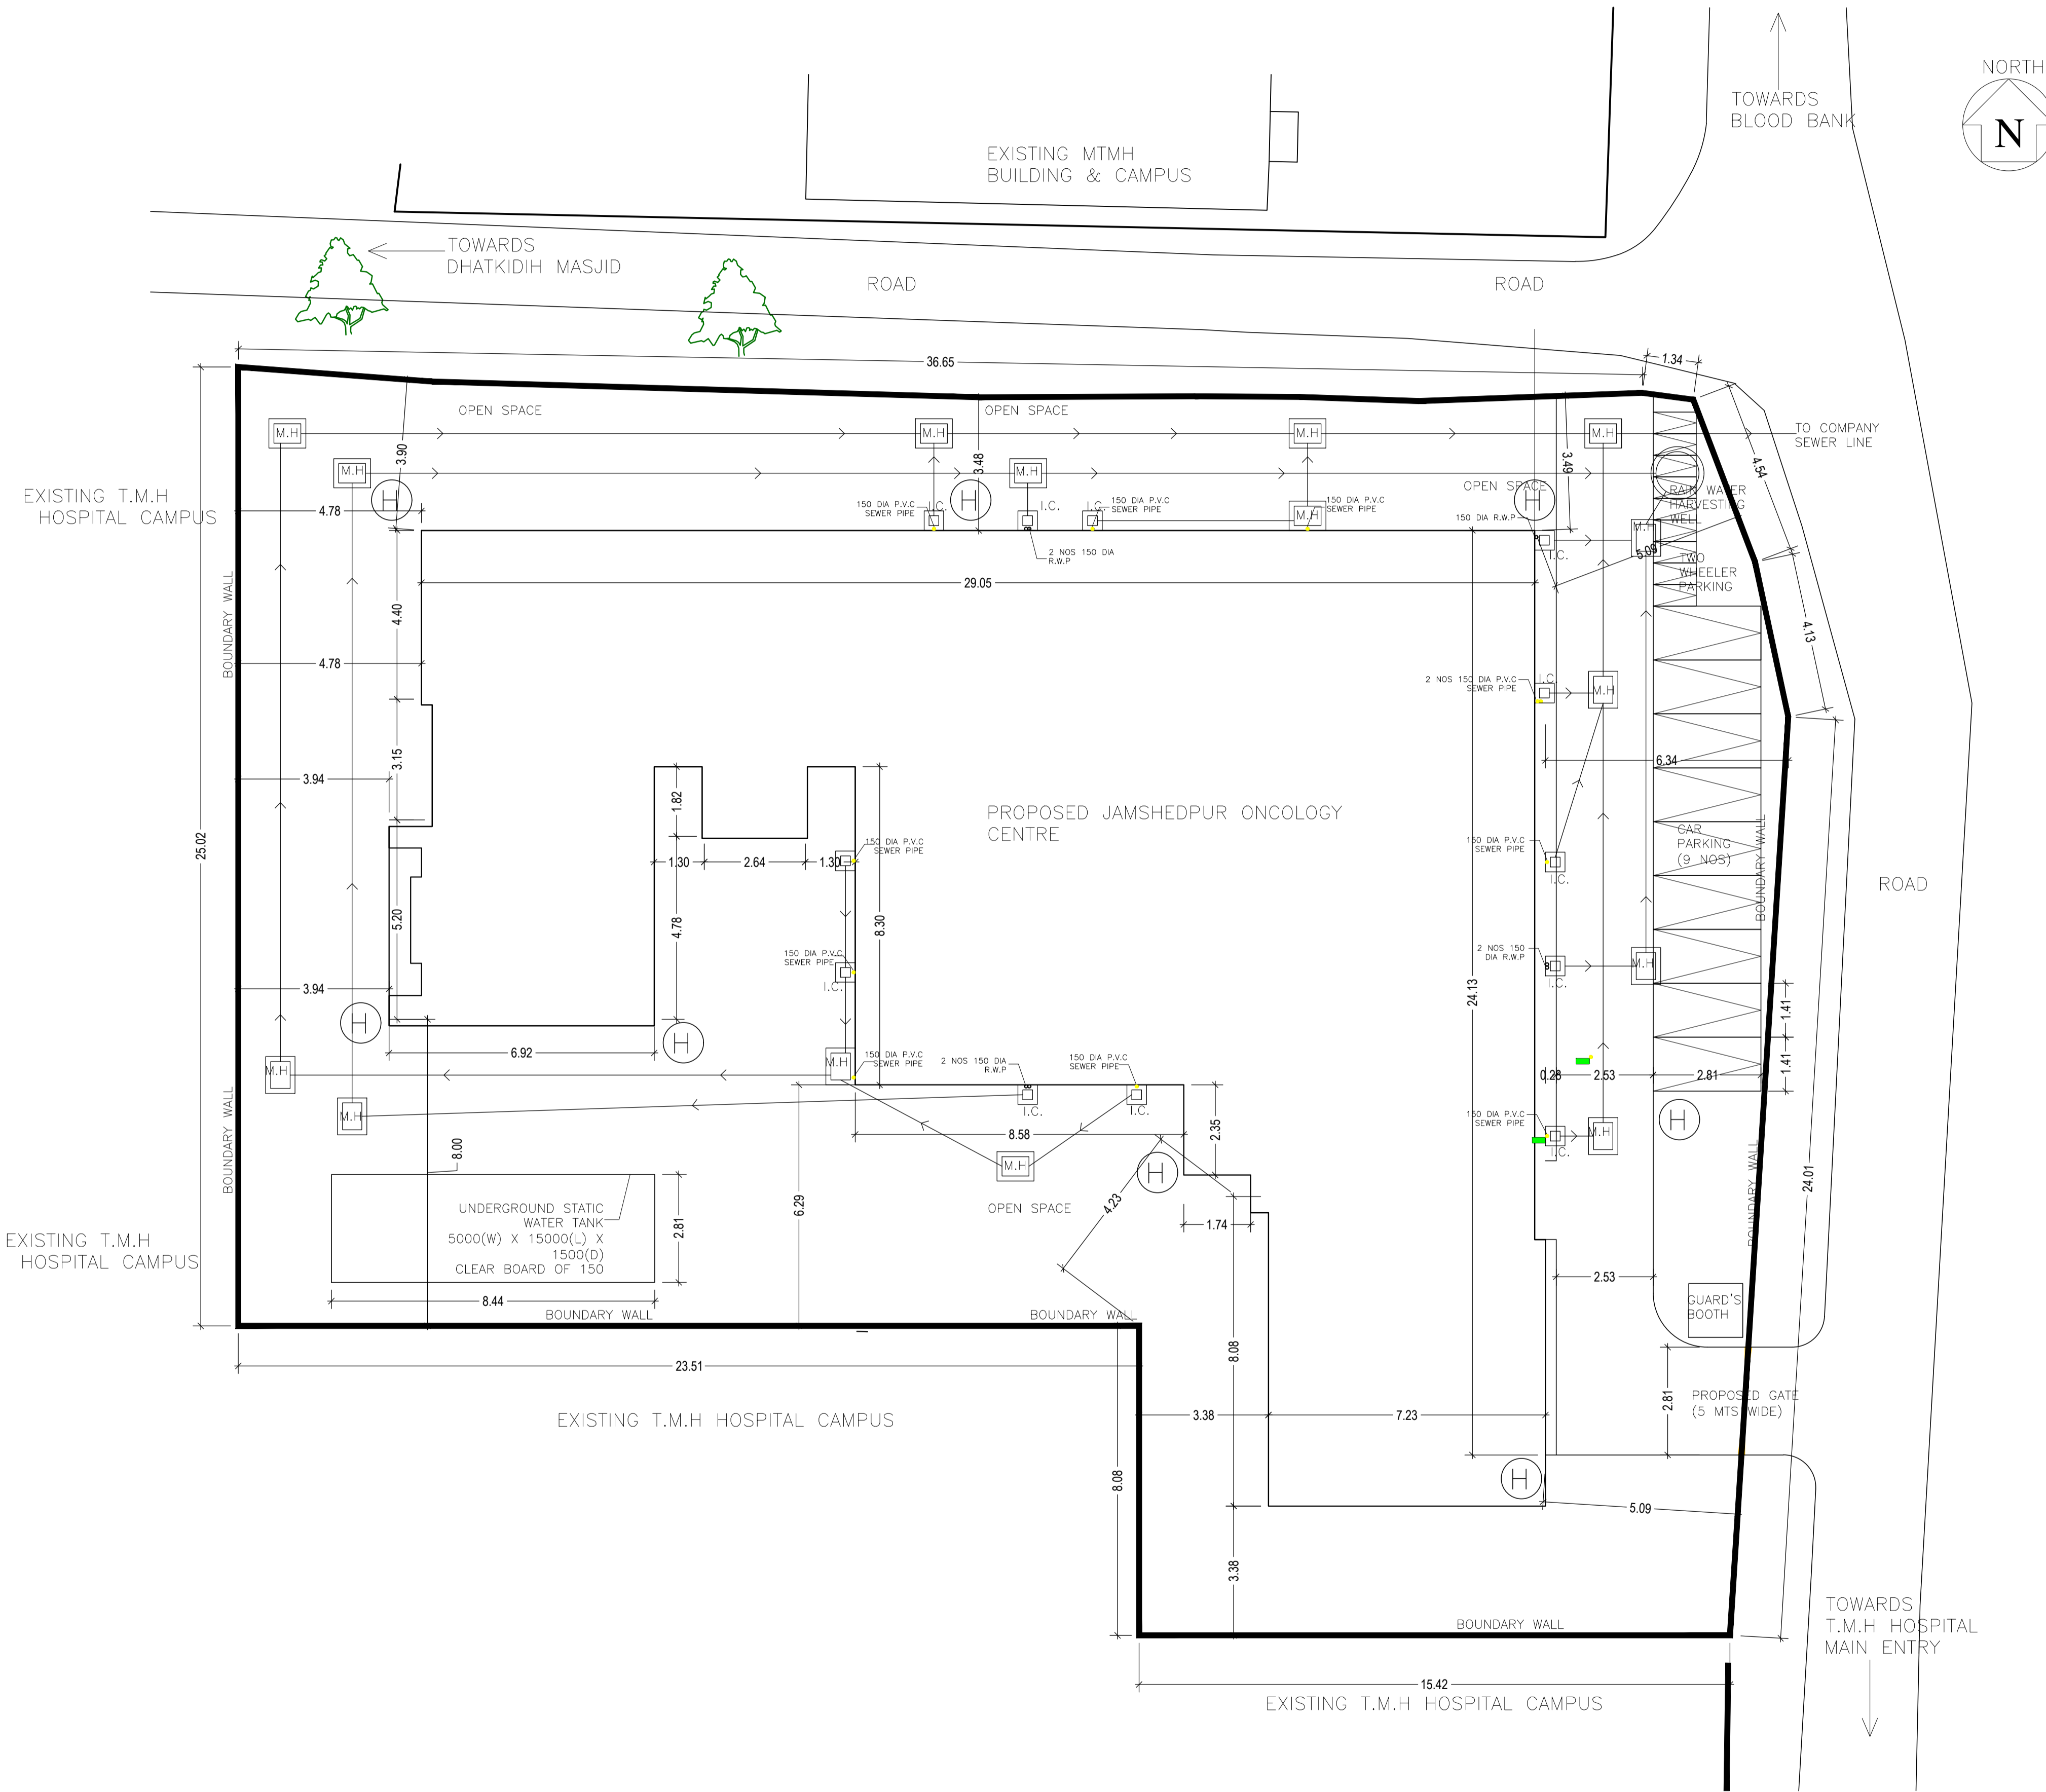 NORTH
N
TOWARDS
BLOOD BANK
EXISTING MTMH
BUILDING & CAMPUS
TOWARDS
DHATKIDIH MASJID
ROAD
ROAD
36.65
1.34
OPEN SPACE
OPEN SPACE
M.H
M.H
M.H
M.H
TO COMPANY
SEWER LINE
3.90
3.48
3.49
4.54
M.H
M.H
EXISTING T.M.H
HOSPITAL CAMPUS
4.78
H
H
H
OPEN SPACE
RAIN WATER
HARVESTING
WELL
150 DIA P.V.C
SEWER PIPE
I.C.
I.C.
I.C.
150 DIA P.V.C
SEWER PIPE
M.H
150 DIA P.V.C
SEWER PIPE
150 DIA R.W.P
M.H
I.C.
5.09
2 NOS 150 DIA
R.W.P
TWO
WHEELER
PARKING
29.05
4.40
BOUNDARY WALL
4.13
4.78
2 NOS 150 DIA P.V.C
SEWER PIPE
I.C
M.H
3.15
3.94
6.34
1.82
PROPOSED JAMSHEDPUR ONCOLOGY
CENTRE
25.02
1.30
2.64
1.30
150 DIA P.V.C
SEWER PIPE
150 DIA P.V.C
SEWER PIPE
I.C.
CAR
PARKING
(9 NOS)
BOUNDARY WALL
ROAD
5.20
4.78
8.30
150 DIA P.V.C
SEWER PIPE
I.C.
2 NOS 150
DIA R.W.P
I.C.
M.H
3.94
24.13
1.41
H
H
6.92
M.H
M.H
150 DIA P.V.C
SEWER PIPE
2 NOS 150 DIA
R.W.P
150 DIA P.V.C
SEWER PIPE
I.C.
I.C.
0.28
2.53
2.81
1.41
M.H
BOUNDARY WALL
8.00
8.58
2.35
150 DIA P.V.C
SEWER PIPE
I.C.
M.H
H
M.H
H
BOUNDARY WALL
24.01
UNDERGROUND STATIC
WATER TANK
5000(W) X 15000(L) X
1500(D)
CLEAR BOARD OF 150
2.81
6.29
OPEN SPACE
4.23
1.74
EXISTING T.M.H
HOSPITAL CAMPUS
2.53
8.44
BOUNDARY WALL
BOUNDARY WALL
GUARD'S
BOOTH
23.51
8.08
2.81
PROPOSED GATE
(5 MTS WIDE)
EXISTING T.M.H HOSPITAL CAMPUS
3.38
7.23
8.08
H
5.09
3.38
BOUNDARY WALL
TOWARDS
T.M.H HOSPITAL
MAIN ENTRY
15.42
EXISTING T.M.H HOSPITAL CAMPUS